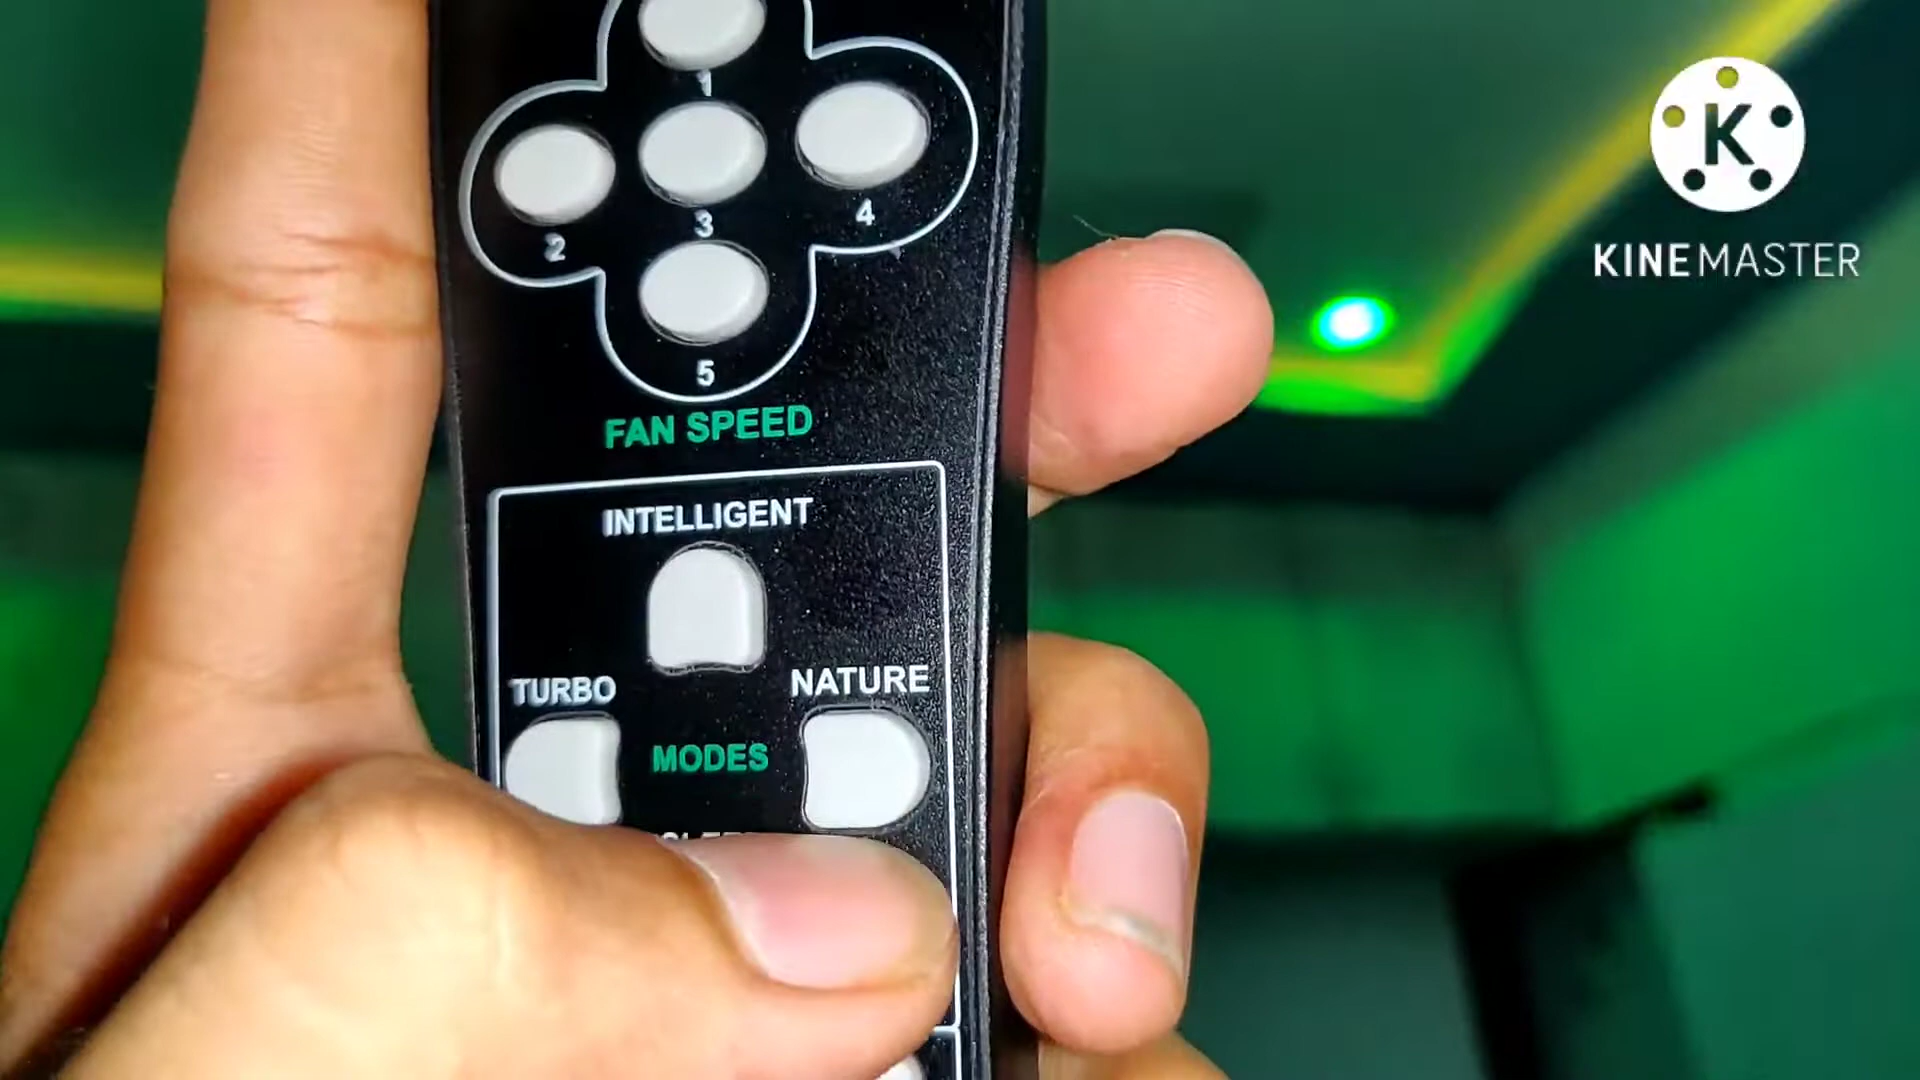 1
2
3
4
5
FAN SPEED
INTELLIGENT
TURBO
NATURE
MODES
K
KINEMASTER